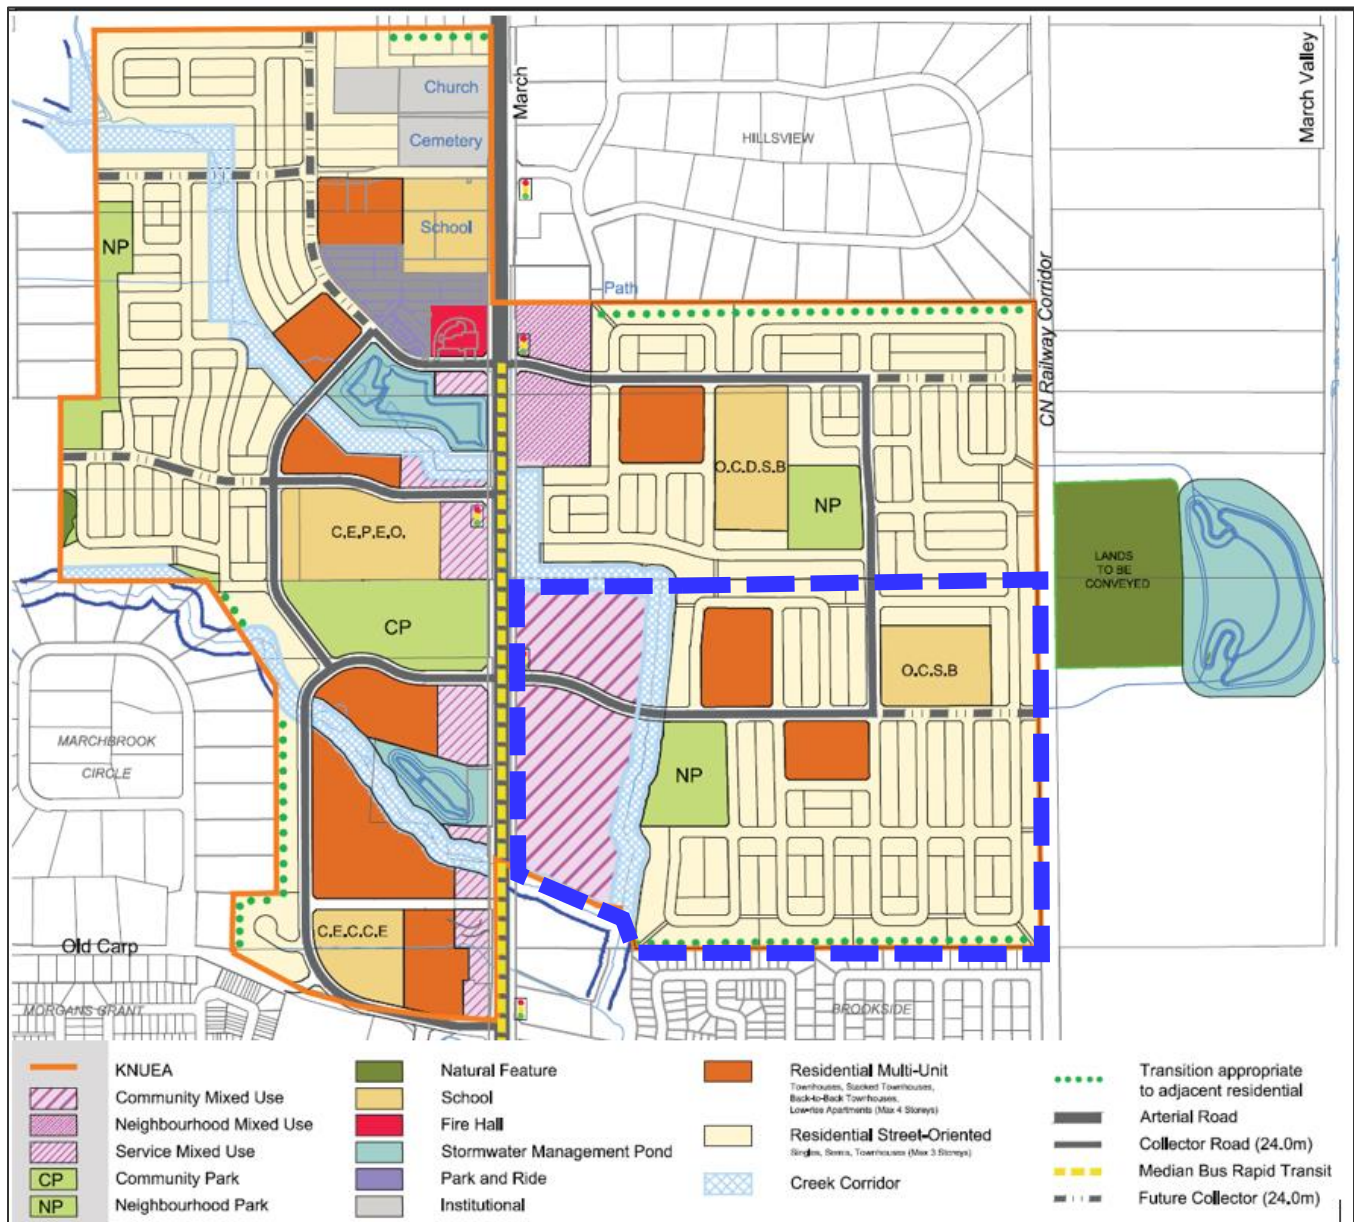 Church
Cemetery
School
March
HILLSVIEW
March Valley
Path
CN Railway Corridor
NP
O.C.D.S.B
NP
C.E.P.E.O.
LANDS
TO BE
CONVEYED
CP
O.C.S.B
MARCHBROOK
CIRCLE
NP
C.E.C.C.E
Old Carp
MORGANS GRANT
BROOKSIDE
KNUEA
Community Mixed Use
Neighbourhood Mixed Use
Service Mixed Use
CP Community Park
NP Neighbourhood Park
Natural Feature
School
Fire Hall
Stormwater Management Pond
Park and Ride
Institutional
Residential Multi-Unit
Townhouses, Stacked Townhouses,
Back-to-Back Townhouses,
Low-rise Apartments (Max 4 Storeys)
Residential Street-Oriented
Singles, Semis, Townhouses (Max 3 Storeys)
Creek Corridor
Transition appropriate
to adjacent residential
Arterial Road
Collector Road (24.0m)
Median Bus Rapid Transit
Future Collector (24.0m)